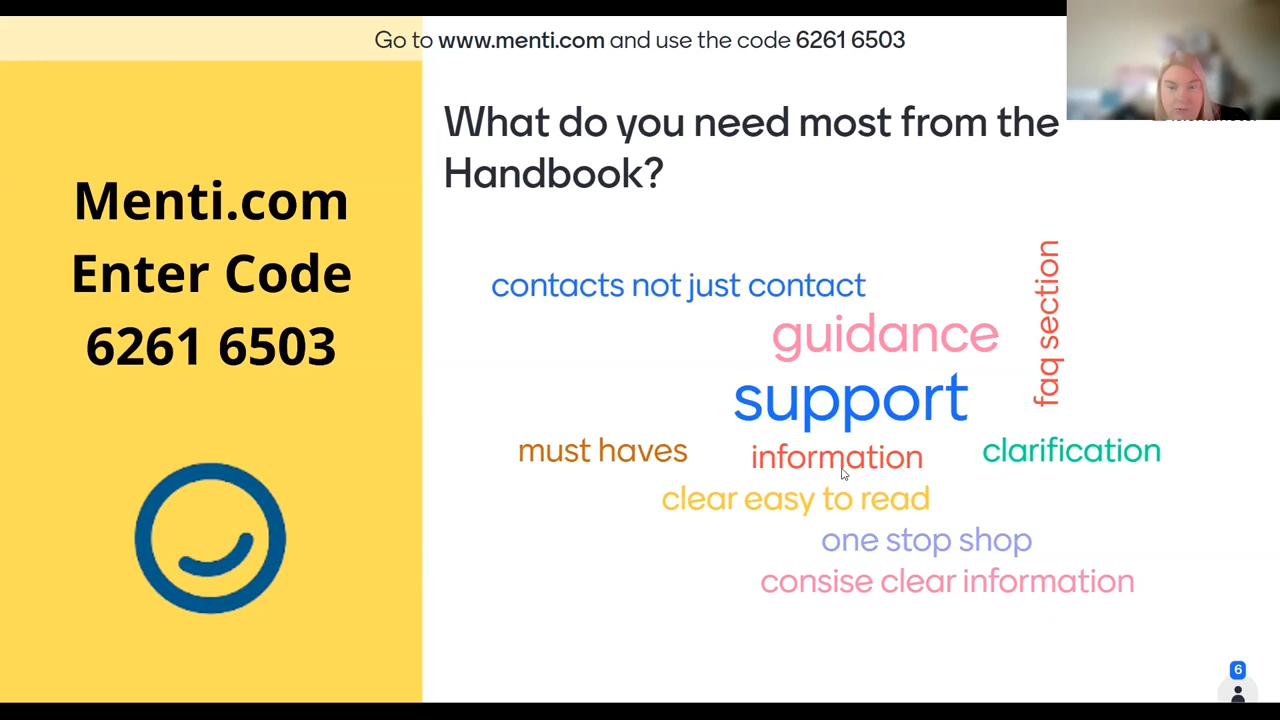 Go to www.menti.com and use the code 6261 6503
Menti.com
Enter Code
6261 6503
What do you need most from the
Handbook?
contacts not just contact
faq section
guidance
support
must haves
information
clarification
clear easy to read
one stop shop
consise clear information
6